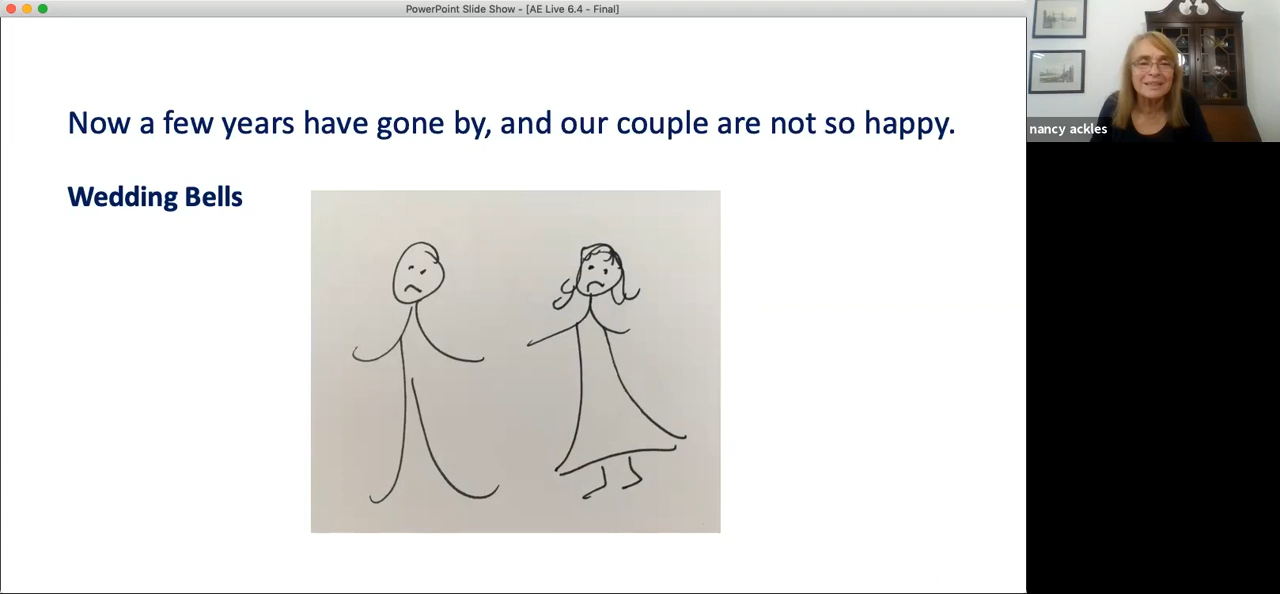 PowerPoint Slide Show - [AE Live 6.4 - Final]
Now a few years have gone by, and our couple are not so happy.
Wedding Bells
nancy ackles